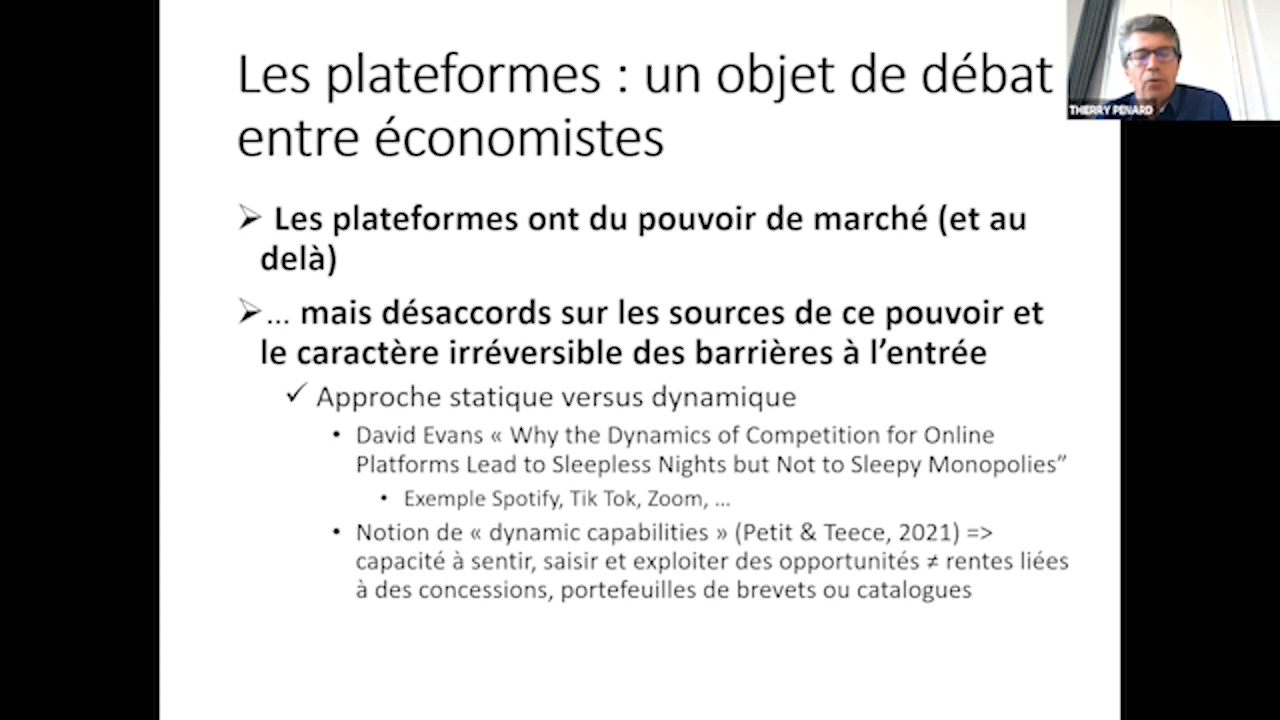 Les plateformes : un objet de débat
entre économistes
THIERRY PENARD
➢ Les plateformes ont du pouvoir de marché (et au
delà)
➢… mais désaccords sur les sources de ce pouvoir et
le caractère irréversible des barrières à l’entrée
✓ Approche statique versus dynamique
• David Evans « Why the Dynamics of Competition for Online
Platforms Lead to Sleepless Nights but Not to Sleepy Monopolies”
• Exemple Spotify, Tik Tok, Zoom, …
• Notion de « dynamic capabilities » (Petit & Teece, 2021) =>
capacité à sentir, saisir et exploiter des opportunités ≠ rentes liées
à des concessions, portefeuilles de brevets ou catalogues